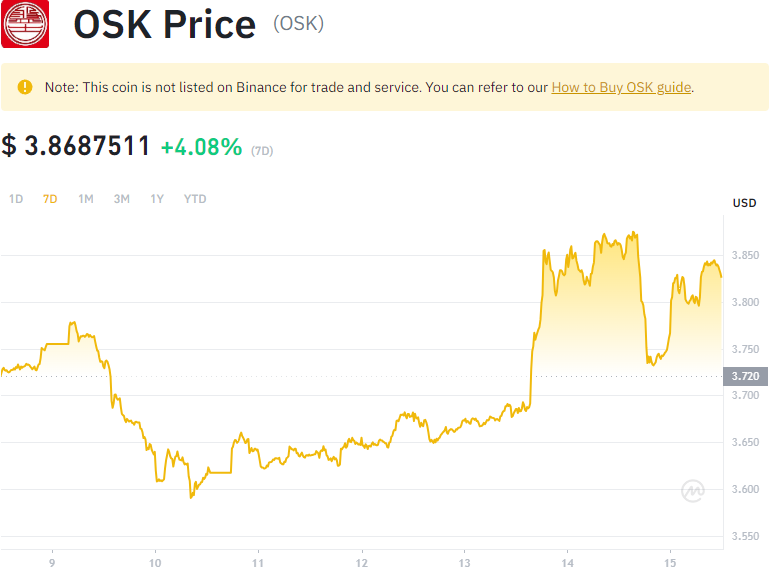 OSK Price (OSK)
Note: This coin is not listed on Binance for trade and service. You can refer to our How to Buy OSK guide.
$ 3.8687511 +4.08% (7D)
1D 7D 1M 3M 1Y YTD
USD
3.850
3.800
3.750
3.720
3.700
3.650
3.600
3.550
9 10 11 12 13 14 15